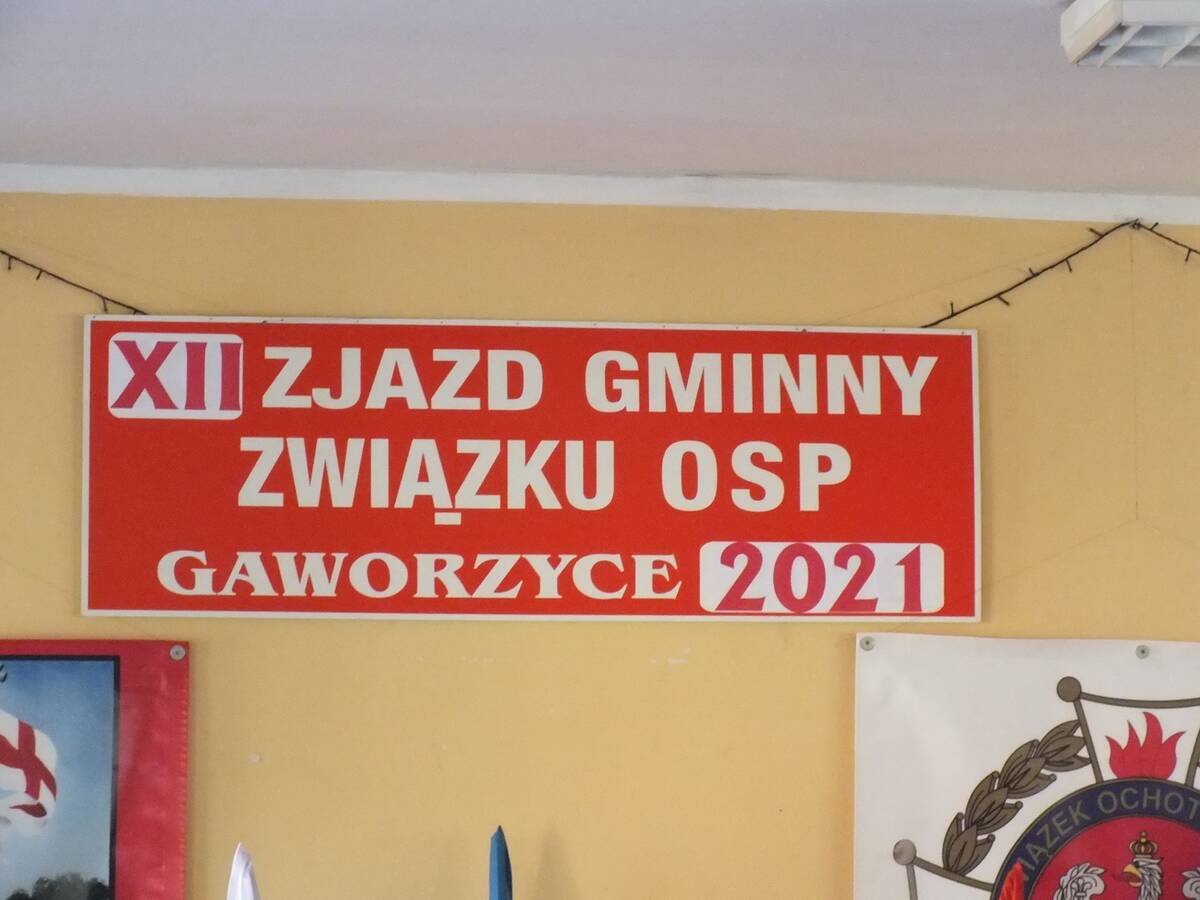 XII ZJAZD GMINNY
ZWIĄZKU OSP
GAWORZYCE 2021